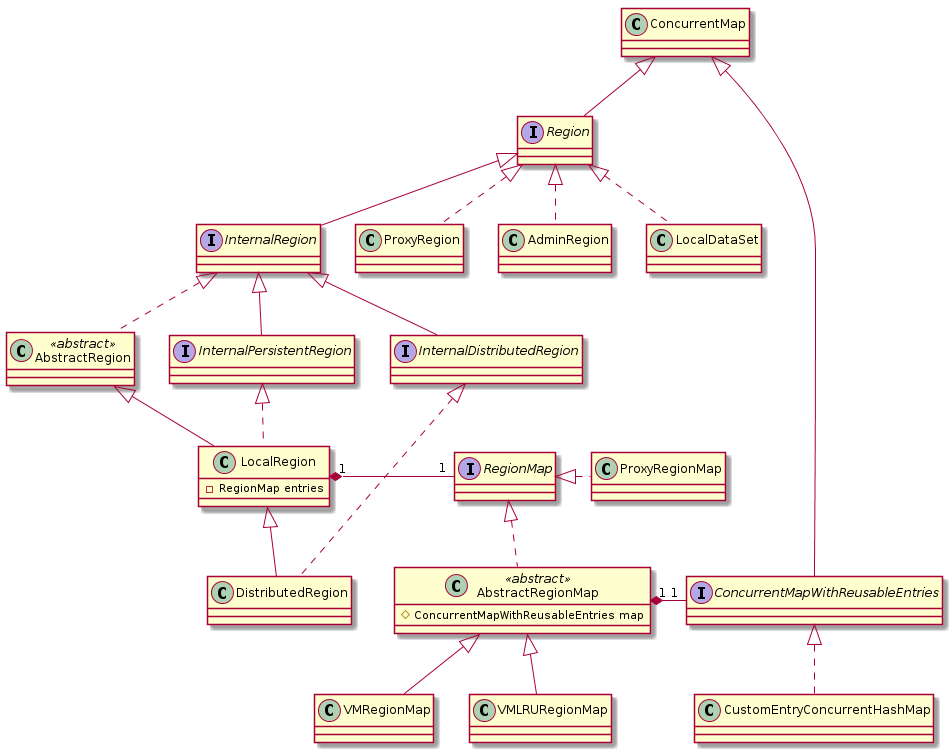 C ConcurrentMap
I Region
I InternalRegion
C ProxyRegion
C AdminRegion
C LocalDataSet
C «abstract»
AbstractRegion
I InternalPersistentRegion
I InternalDistributedRegion
C LocalRegion
RegionMap entries
1
1
I RegionMap
C ProxyRegionMap
C DistributedRegion
C «abstract»
AbstractRegionMap
ConcurrentMapWithReusableEntries map
1 1
I ConcurrentMapWithReusableEntries
C VMRegionMap
C VMLRURegionMap
C CustomEntryConcurrentHashMap